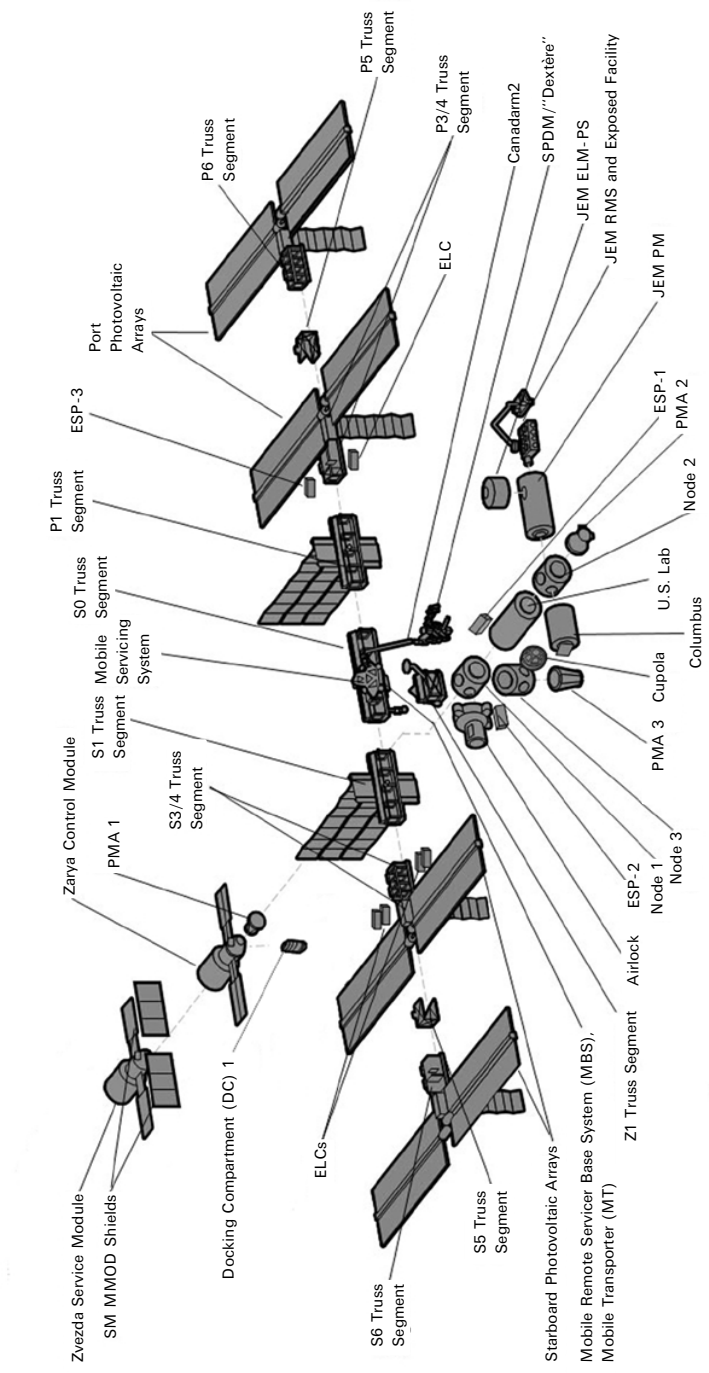 Zvezda Service Module
SM MMOD Shields
Zarya Control Module
PMA 1
S1 Truss
Segment
Mobile
Servicing
System
S0 Truss
Segment
P1 Truss
Segment
ESP-3
Port
Photovoltaic
Arrays
P6 Truss
Segment
P5 Truss
Segment
P3/4 Truss
Segment
Canadarm2
SPDM/"Dextère"
JEM ELM-PS
JEM RMS and Exposed Facility
JEM PM
ELC
S3/4 Truss
Segment
Docking Compartment (DC) 1
ELCs
S6 Truss
Segment
S5 Truss
Segment
Starboard Photovoltaic Arrays
Mobile Remote Servicer Base System (MBS),
Mobile Transporter (MT)
Z1 Truss Segment
Airlock
ESP-2
Node 1
Node 3
PMA 3
Cupola
Columbus
U.S. Lab
Node 2
PMA 2
ESP-1